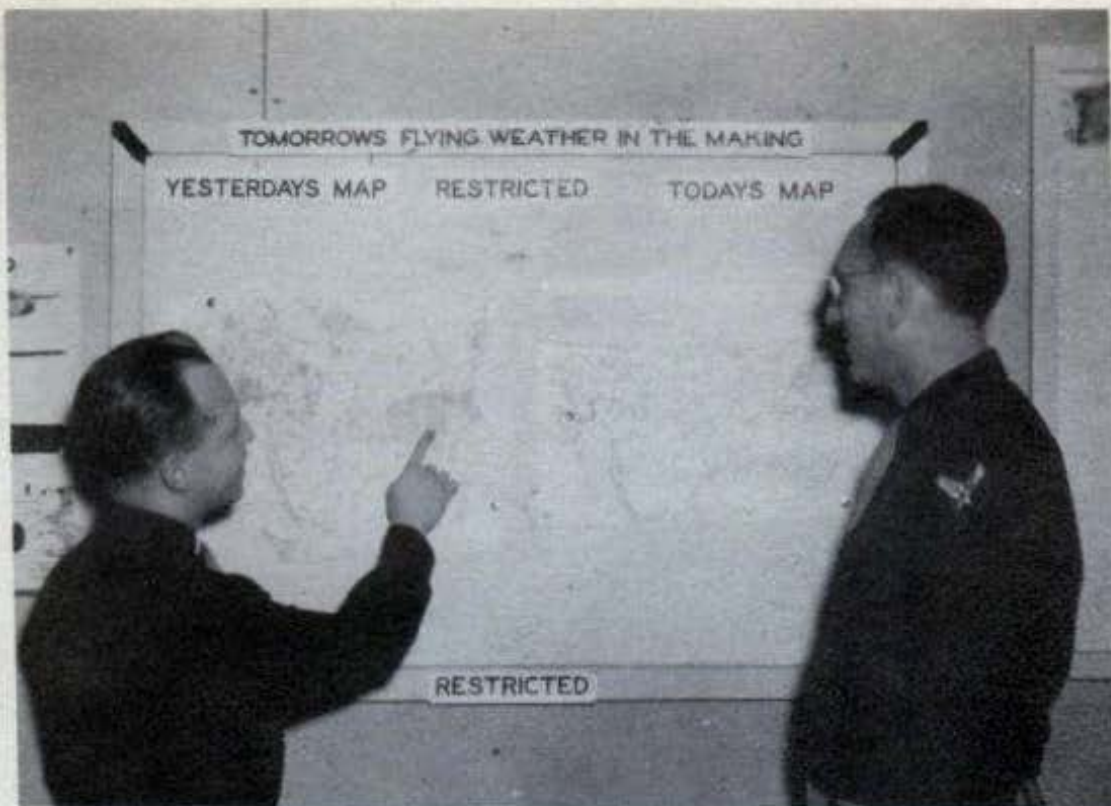 TOMORROWS FLYING WEATHER IN THE MAKING
YESTERDAYS MAP RESTRICTED TODAYS MAP
RESTRICTED